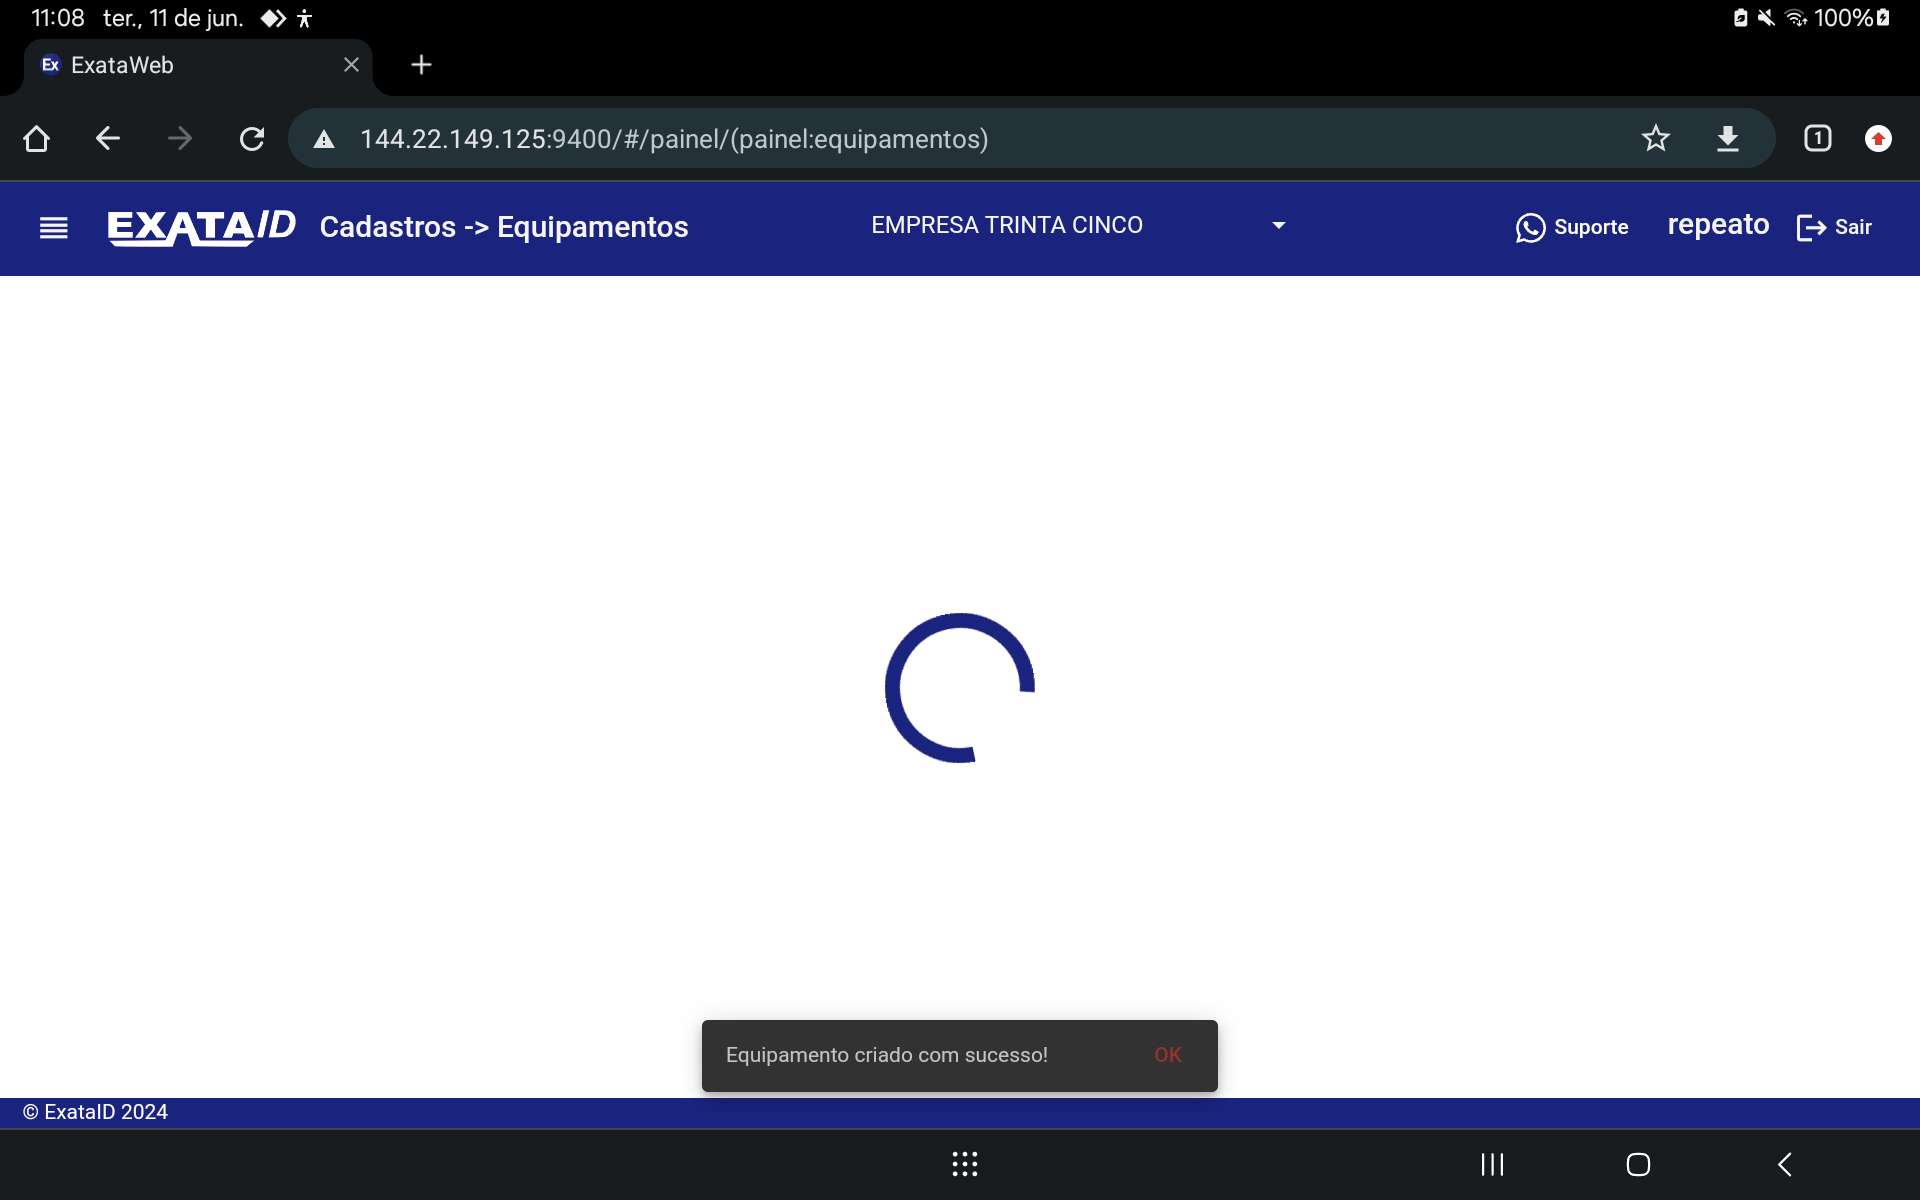 11:08 ter., 11 de jun. 100%
Ex ExataWeb
144.22.149.125:9400/#/painel/(painel:equipamentos) 1
EXATAID Cadastros -> Equipamentos EMPRESA TRINTA CINCO Suporte repeato Sair
Equipamento criado com sucesso! OK
© ExataID 2024